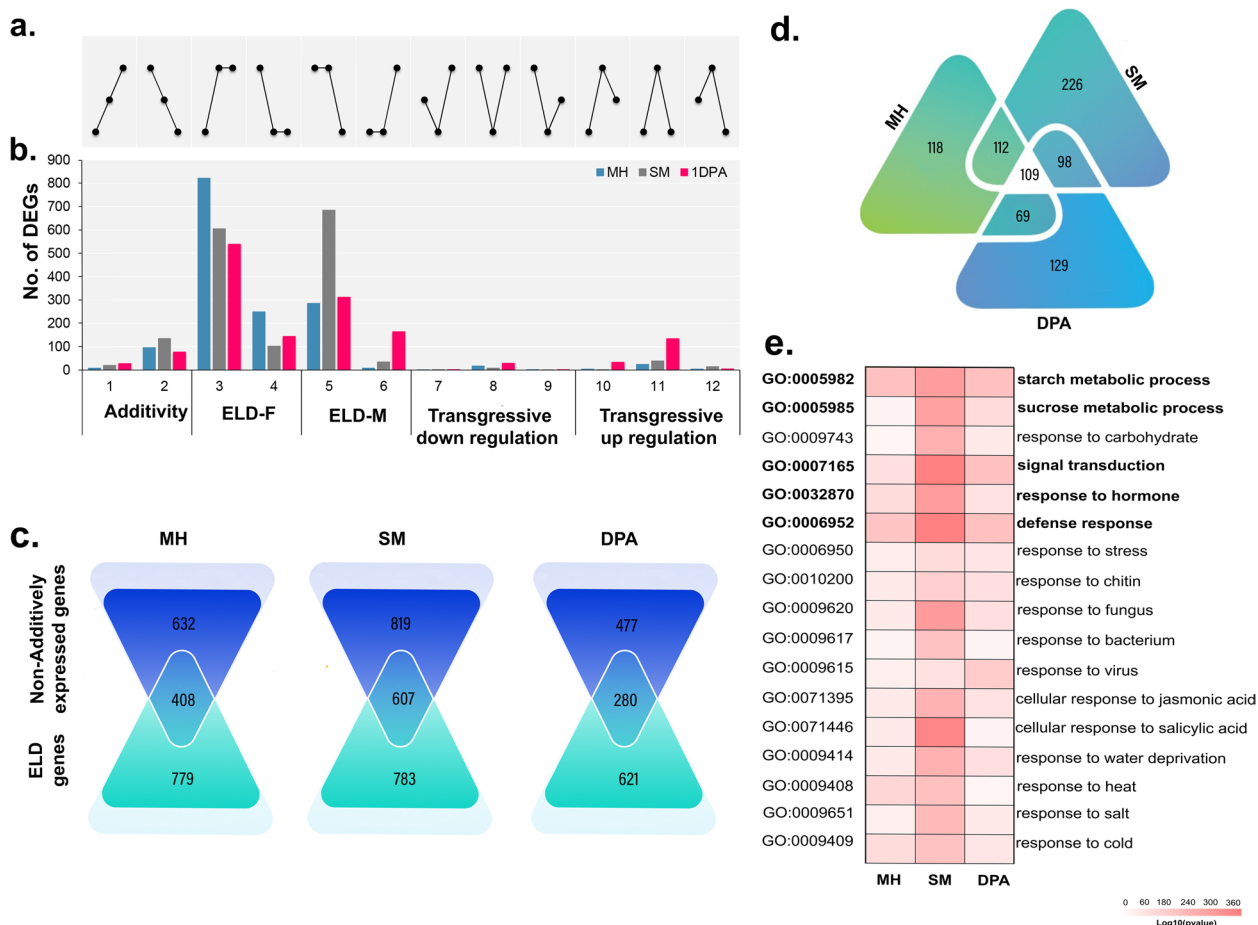 a.
b.
No. of DEGs
900
800
700
600
500
400
300
200
100
0
MH SM 1DPA
1 2 3 4 5 6 7 8 9 10 11 12
Additivity ELD-F ELD-M Transgressive down regulation Transgressive up regulation
c.
MH SM DPA
Non-Additively
expressed genes
ELD
genes
632 819 477
408 607 280
779 783 621
d.
MH
SM
DPA
226
118
112
98
109
69
129
e.
GO:0005982 starch metabolic process
GO:0005985 sucrose metabolic process
GO:0009743 response to carbohydrate
GO:0007165 signal transduction
GO:0032870 response to hormone
GO:0006952 defense response
GO:0006950 response to stress
GO:0010200 response to chitin
GO:0009620 response to fungus
GO:0009617 response to bacterium
GO:0009615 response to virus
GO:0071395 cellular response to jasmonic acid
GO:0071446 cellular response to salicylic acid
GO:0009414 response to water deprivation
GO:0009408 response to heat
GO:0009651 response to salt
GO:0009409 response to cold
MH SM DPA
0 60 180 240 300 360
Log10(pvalue)